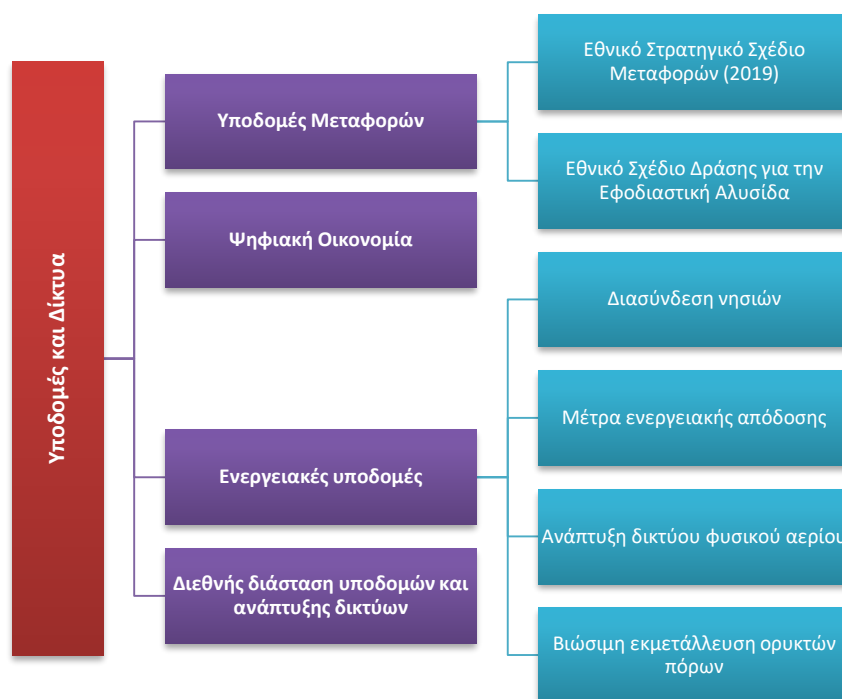 Υποδομές και Δίκτυα
Υποδομές Μεταφορών
Εθνικό Στρατηγικό Σχέδιο
Μεταφορών (2019)
Εθνικό Σχέδιο Δράσης για την
Εφοδιαστική Αλυσίδα
Ψηφιακή Οικονομία
Ενεργειακές υποδομές
Διασύνδεση νησιών
Μέτρα ενεργειακής απόδοσης
Ανάπτυξη δικτύου φυσικού αερίου
Βιώσιμη εκμετάλλευση ορυκτών
πόρων
Διεθνής διάσταση υποδομών και
ανάπτυξης δικτύων